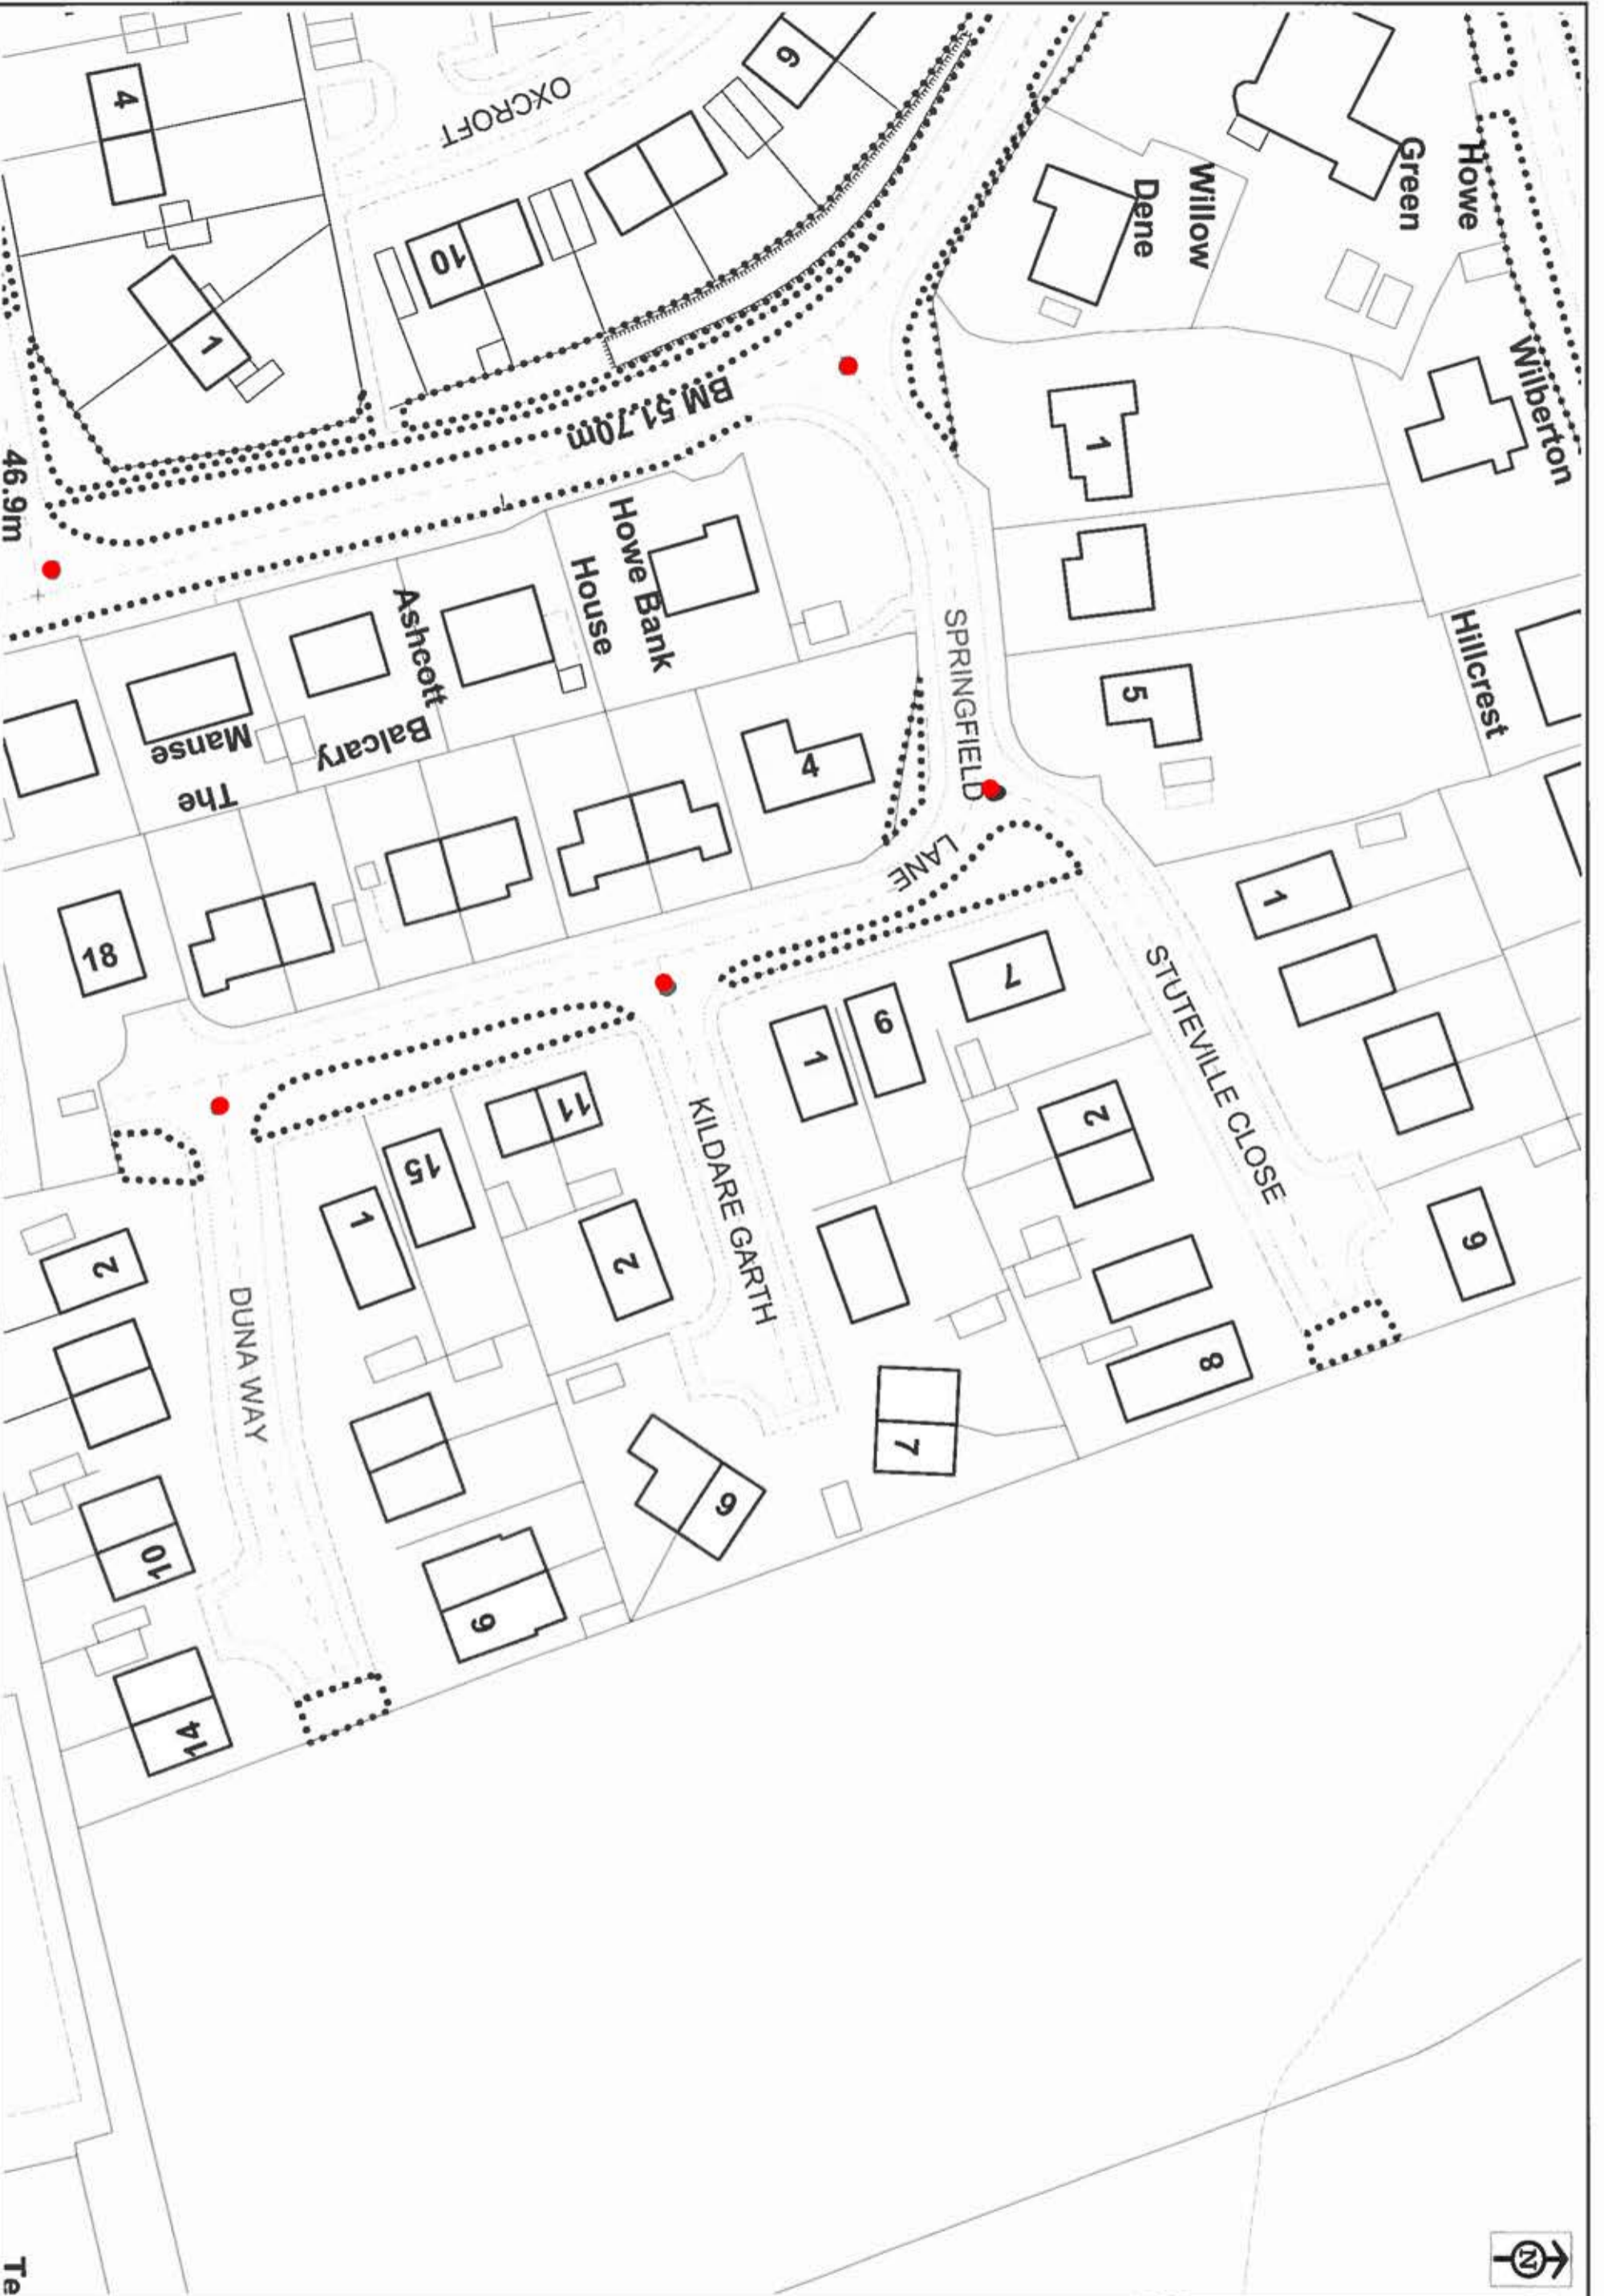 Howe
Green
Wilberton
Willow
Dene
Hillcrest
1
5
1
9
6
OXCROFT
10
BM 51.70m
SPRINGFIELD
LANE
STUTEVILLE CLOSE
Howe Bank
House
4
7
9
1
2
8
7
4
1
Ashcott
Balcary
The
Manse
KILDARE GARTH
11
2
6
15
1
9
46.9m
18
DUNA WAY
2
10
14
N
Te